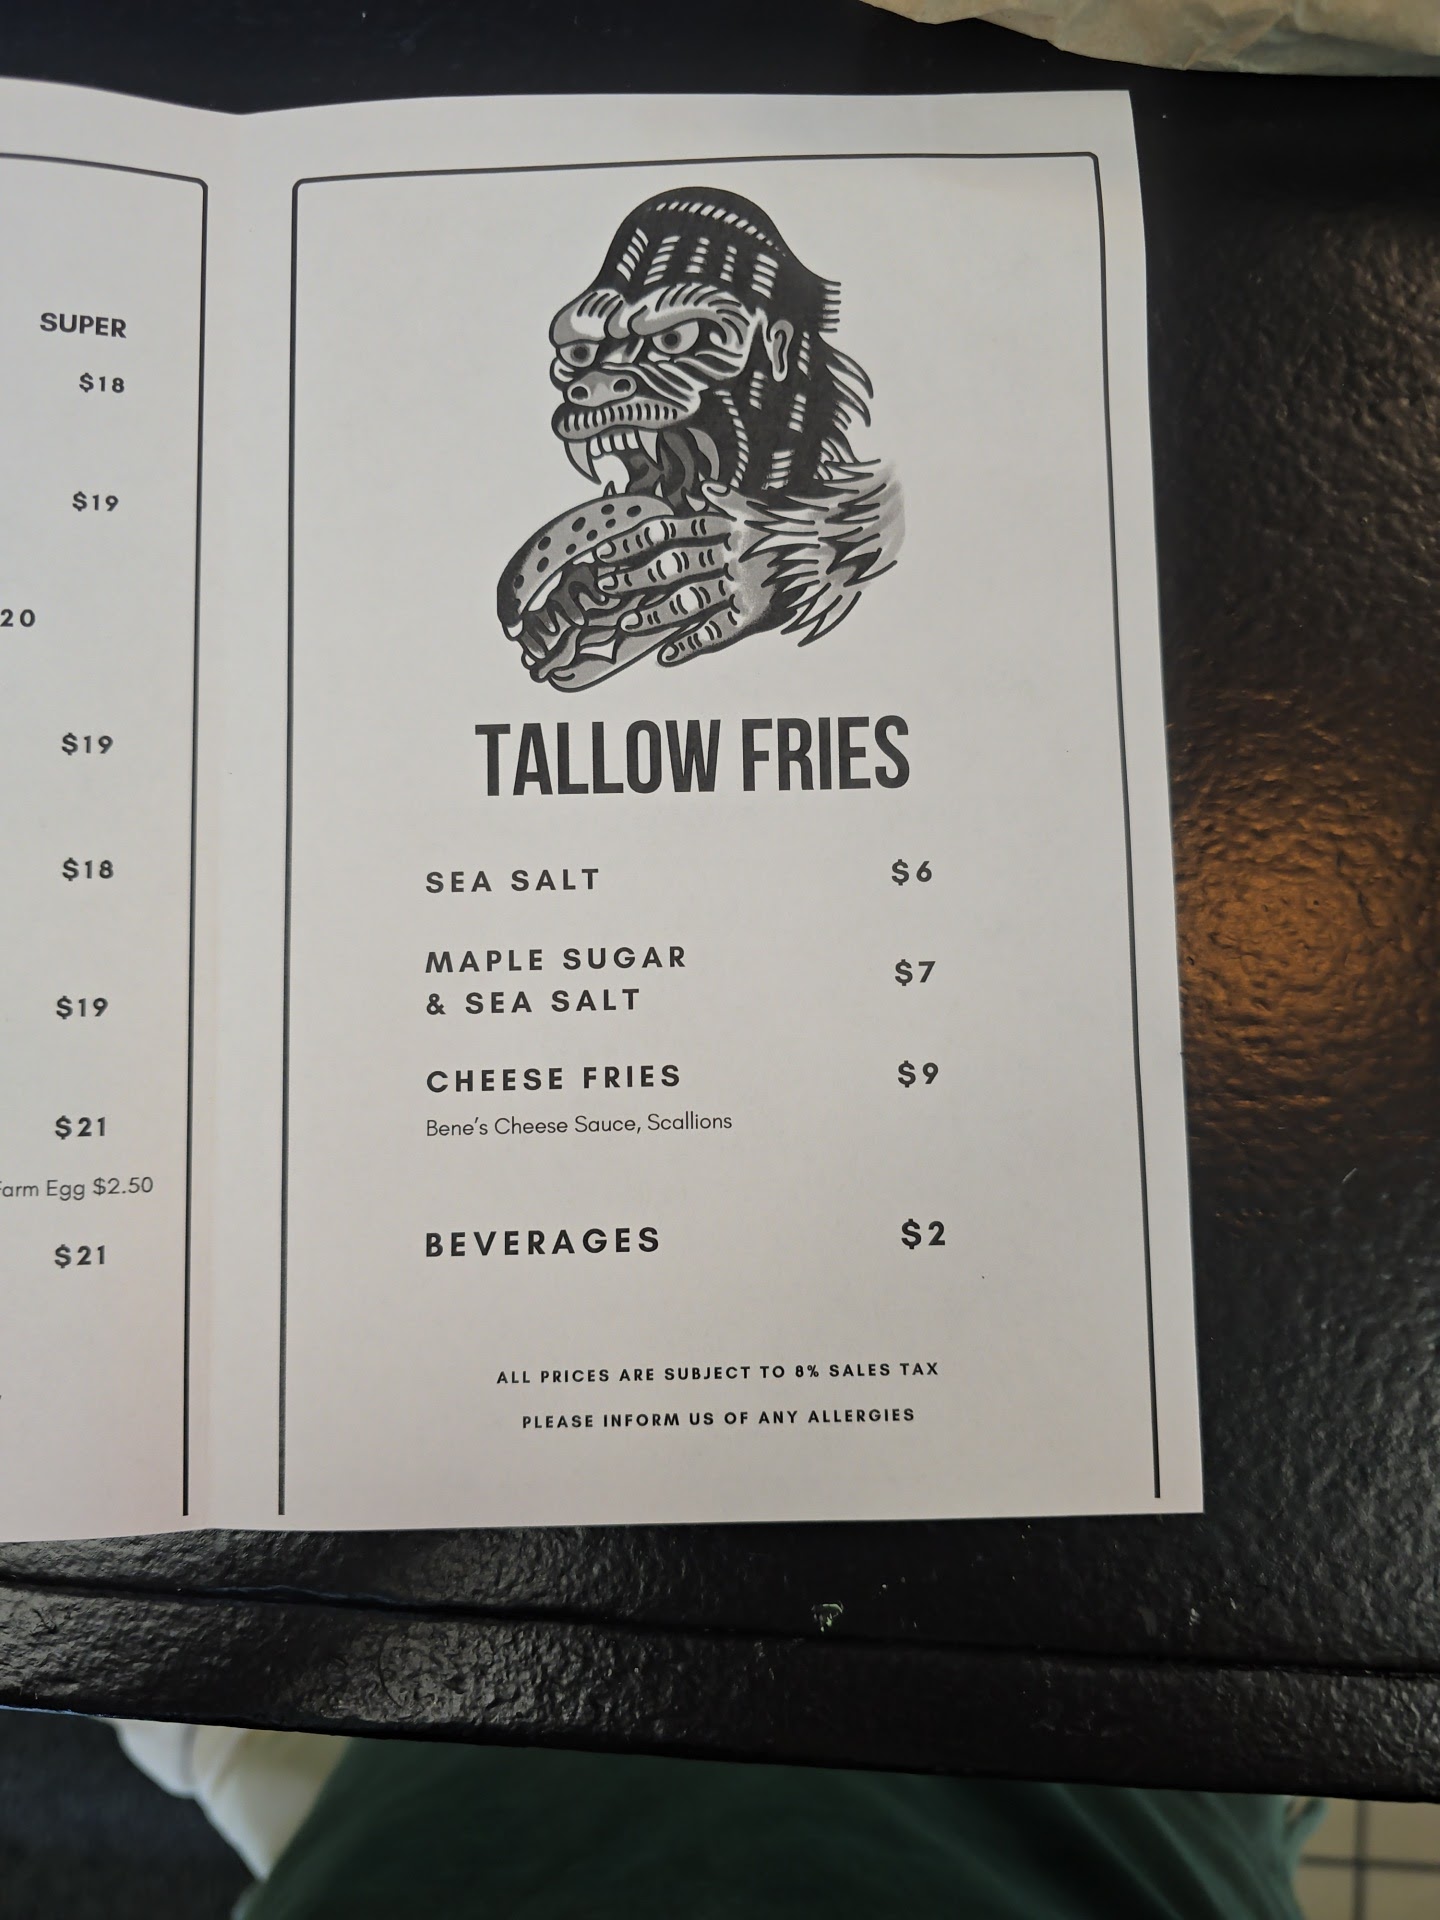 SUPER
$18
$19
20
$19
$18
$19
$21
Farm Egg $2.50
$21
TALLOW FRIES
SEA SALT $6
MAPLE SUGAR
& SEA SALT $7
CHEESE FRIES $9
Bene's Cheese Sauce, Scallions
BEVERAGES $2
ALL PRICES ARE SUBJECT TO 8% SALES TAX
PLEASE INFORM US OF ANY ALLERGIES